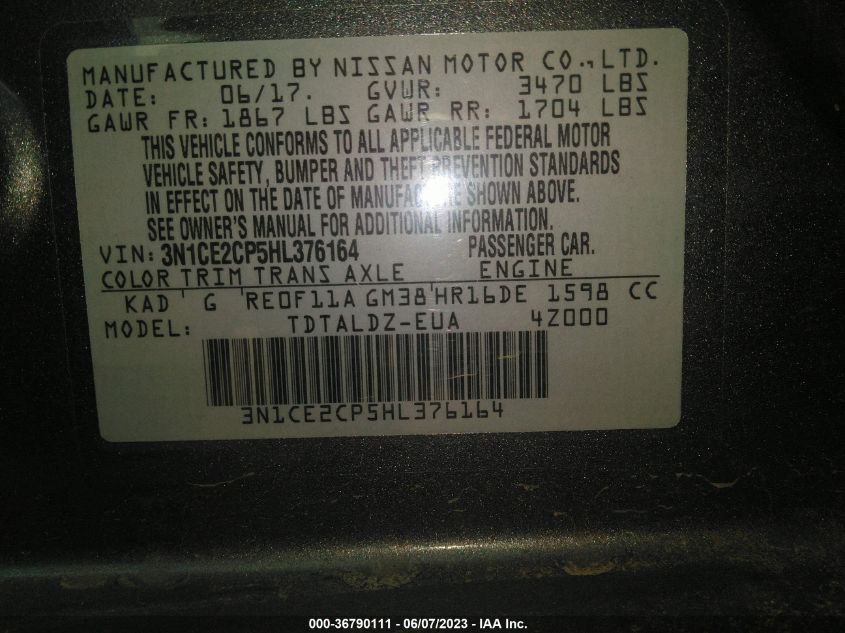 MANUFACTURED BY NISSAN MOTOR CO.,LTD.
DATE: 06/17. GVWR: 3470 LBS
GAWR FR: 1867 LBS GAWR RR: 1704 LBS
THIS VEHICLE CONFORMS TO ALL APPLICABLE FEDERAL MOTOR
VEHICLE SAFETY, BUMPER AND THEFT PREVENTION STANDARDS
IN EFFECT ON THE DATE OF MANUFACTURE SHOWN ABOVE.
SEE OWNER'S MANUAL FOR ADDITIONAL INFORMATION.
VIN: 3N1CE2CP5HL376164 PASSENGER CAR.
COLOR TRIM TRANS AXLE ENGINE
KAD G RE0F11A GM38 HR16DE 1598 CC
MODEL: TDTALDZ-EUA 4Z000
3N1CE2CP5HL376164
000-36790111 - 06/07/2023 - IAA Inc.